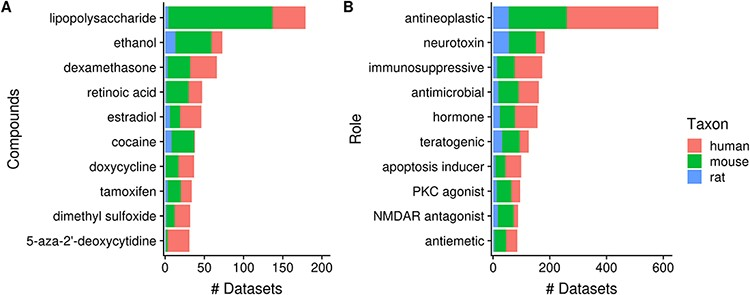 A
Compounds
lipopolysaccharide
ethanol
dexamethasone
retinoic acid
estradiol
cocaine
doxycycline
tamoxifen
dimethyl sulfoxide
5-aza-2'-deoxycytidine
0 50 100 150 200
# Datasets
B
Role
antineoplastic
neurotoxin
immunosuppressive
antimicrobial
hormone
teratogenic
apoptosis inducer
PKC agonist
NMDAR antagonist
antiemetic
0 200 400 600
# Datasets
Taxon
human
mouse
rat